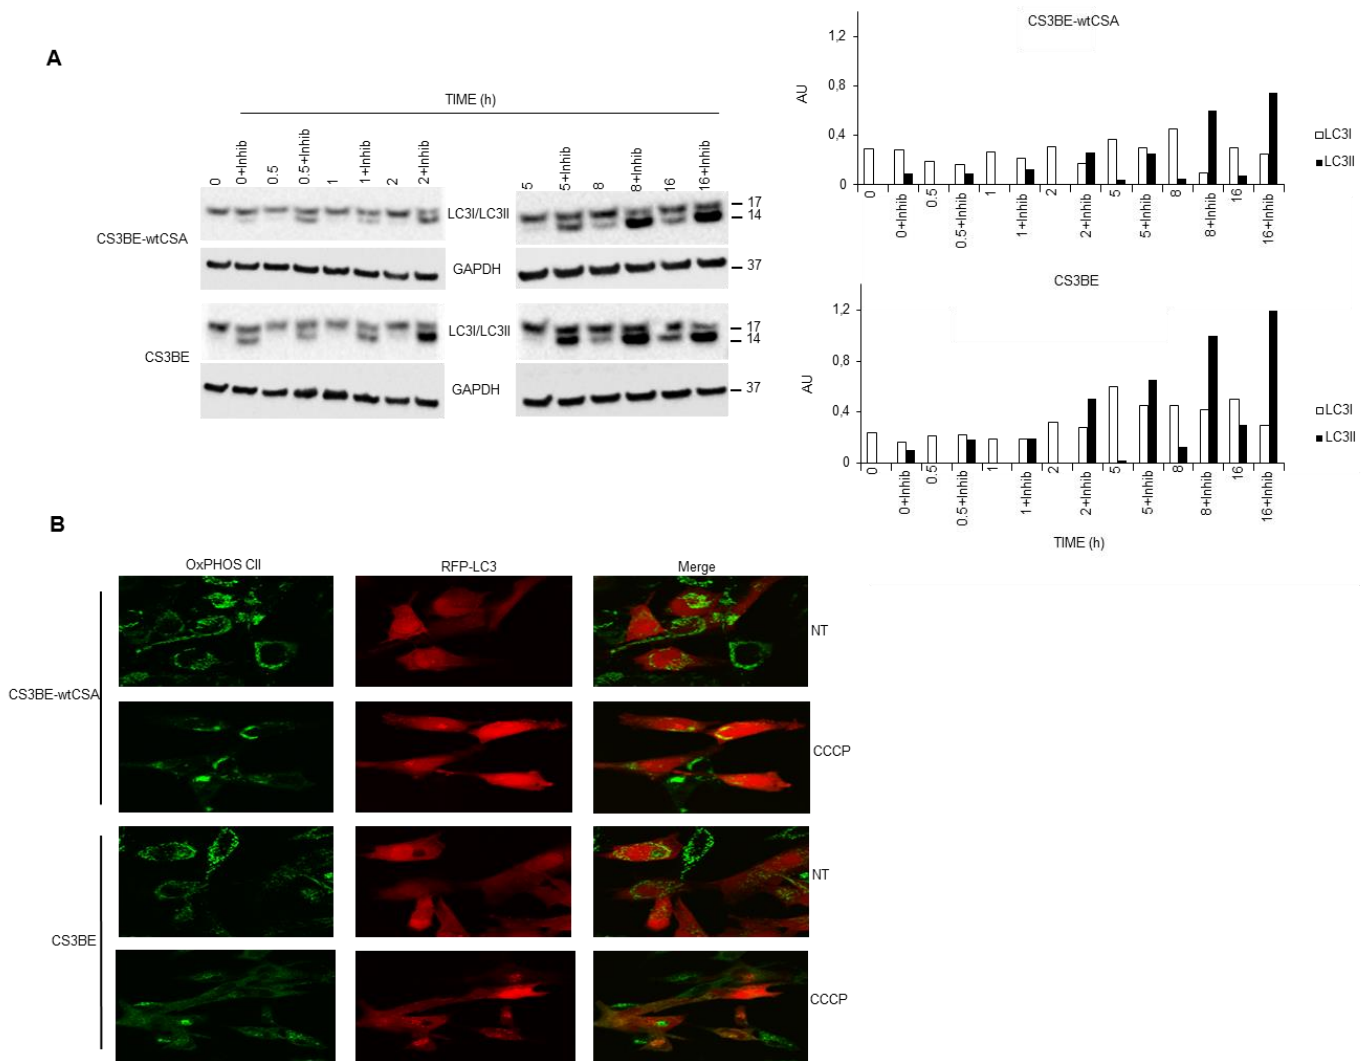 A
TIME (h)
0
0+Inhib
0.5
0.5+Inhib
1
1+Inhib
2
2+Inhib
5
5+Inhib
8
8+Inhib
16
16+Inhib
CS3BE-wtCSA
LC3I/LC3II
17
14
GAPDH
37
CS3BE
LC3I/LC3II
17
14
GAPDH
37
CS3BE-wtCSA
AU
1,2
0,8
0,4
0
0
0+Inhib
0.5
0.5+Inhib
1
1+Inhib
2
2+Inhib
5
5+Inhib
8
8+Inhib
16
16+Inhib
LC3I
LC3II
CS3BE
AU
1,2
0,8
0,4
0
0
0+Inhib
0.5
0.5+Inhib
1
1+Inhib
2
2+Inhib
5
5+Inhib
8
8+Inhib
16
16+Inhib
LC3I
LC3II
TIME (h)
B
OxPHOS CII
RFP-LC3
Merge
CS3BE-wtCSA
NT
CCCP
CS3BE
NT
CCCP